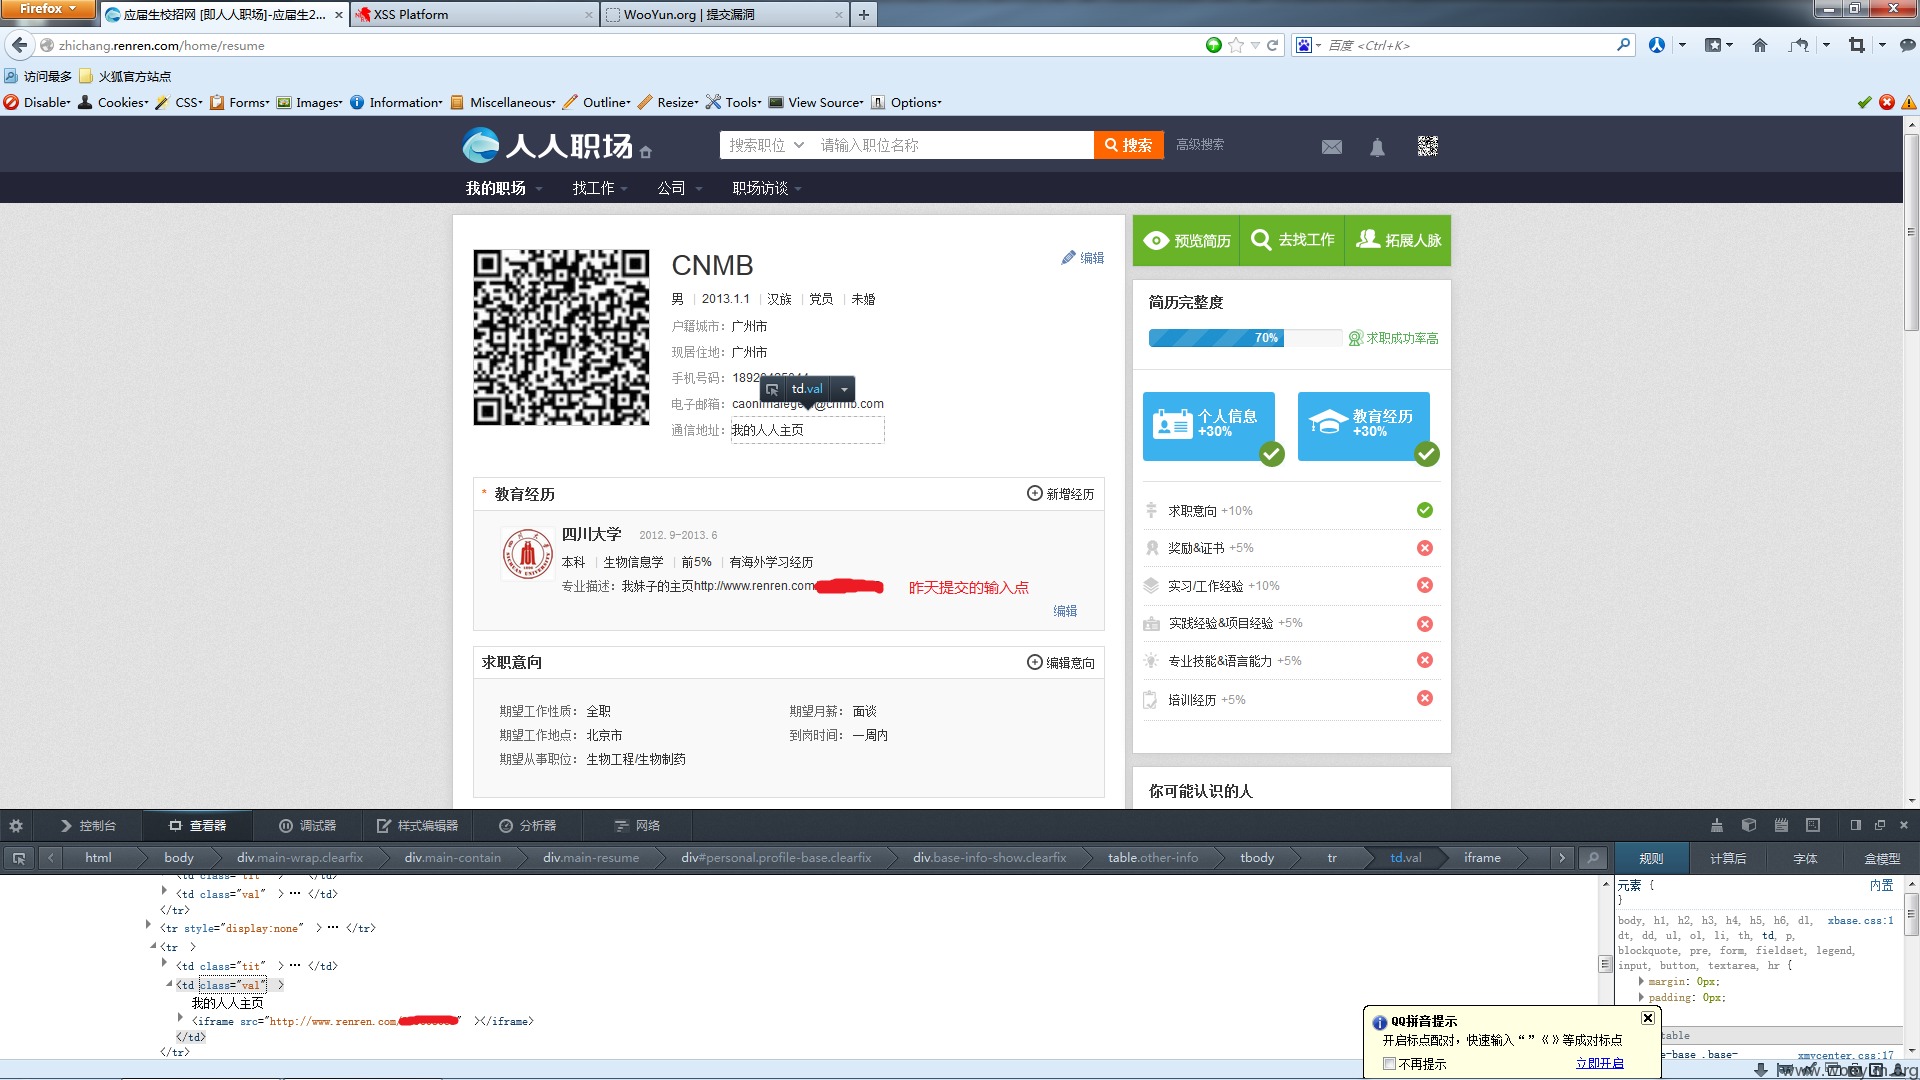 Firefox
应届生校招网 [即人人职场]-应届生2...
XSS Platform
WooYun.org | 提交漏洞
zhichang.renren.com/home/resume
百度 <Ctrl+K>
访问最多 火狐官方站点
Disable Cookies CSS Forms Images Information Miscellaneous Outline Resize Tools View Source Options
人人职场
搜索职位 请输入职位名称 搜索 高级搜索
我的职场 找工作 公司 职场访谈
CNMB
编辑
男 2013.1.1 汉族 党员 未婚
户籍城市: 广州市
现居住地: 广州市
手机号码:
td.val
电子邮箱:
通信地址: 我的人人主页
* 教育经历 新增经历
四川大学 2012.9-2013.6
本科 生物信息学 前5% 有海外学习经历
专业描述: 我妹子的主页http://www.renren.com 昨天提交的输入点
编辑
求职意向 编辑意向
期望工作性质: 全职 期望月薪: 面谈
期望工作地点: 北京市 到岗时间: 一周内
期望从事职位: 生物工程/生物制药
预览简历 去找工作 拓展人脉
简历完整度
70% 求职成功率高
个人信息 +30%
教育经历 +30%
求职意向 +10%
奖励&证书 +5%
实习/工作经验 +10%
实践经验&项目经验 +5%
专业技能&语言能力 +5%
培训经历 +5%
你可能认识的人
控制台 查看器 调试器 样式编辑器 分析器 网络
html body div.main-wrap.clearfix div.main-contain div.main-resume div#personal.profile-base.clearfix div.base-info-show.clearfix table.other-info tbody tr td.val iframe
规则 计算后 字体 盒模型
<td class="tit" > </td>
<td class="val" > ··· </td>
</tr>
<tr style="display:none" > ··· </tr>
<tr >
<td class="tit" > ··· </td>
<td class="val" >
我的人人主页
<iframe src="http://www.renren.com/ " ></iframe>
</td>
</tr>
元素 { 内置
}
body, h1, h2, h3, h4, h5, h6, dl, xbase.css:1
dt, dd, ul, ol, li, th, td, p,
blockquote, pre, form, fieldset, legend,
input, button, textarea, hr {
margin: 0px;
padding: 0px;
table
e-base .base- xmycenter.css:17
QQ拼音提示
开启标点配对，快速输入“ ”《 》等成对标点
不再提示 立即开启
www.wooyun.org